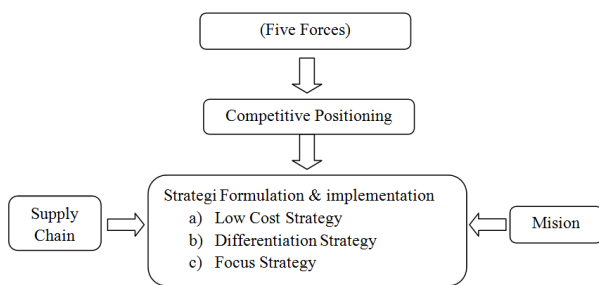 (Five Forces)
Competitive Positioning
Strategi Formulation & implementation
a) Low Cost Strategy
b) Differentiation Strategy
c) Focus Strategy
Supply
Chain
Mision